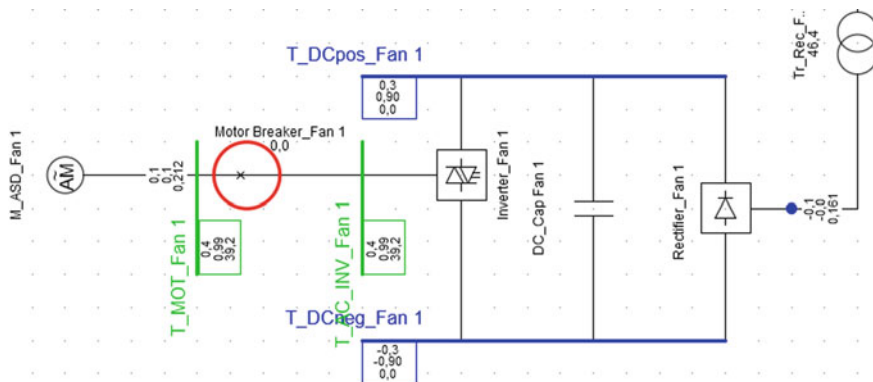 T_DCpos_Fan 1
0,3
0,90
0,0
Tr_Rec_F..
46,4
M_ASD_Fan 1
AM
0,1
0,1
0,212
Motor Breaker_Fan 1
0,0
T_MOT_Fan 1
0,4
0,99
39,2
T_AC_INV_Fan 1
0,4
0,99
39,2
Inverter_Fan 1
DC_Cap Fan 1
Rectifier_Fan 1
-0,1
-0,0
0,161
T_DCneg_Fan 1
-0,3
-0,90
0,0